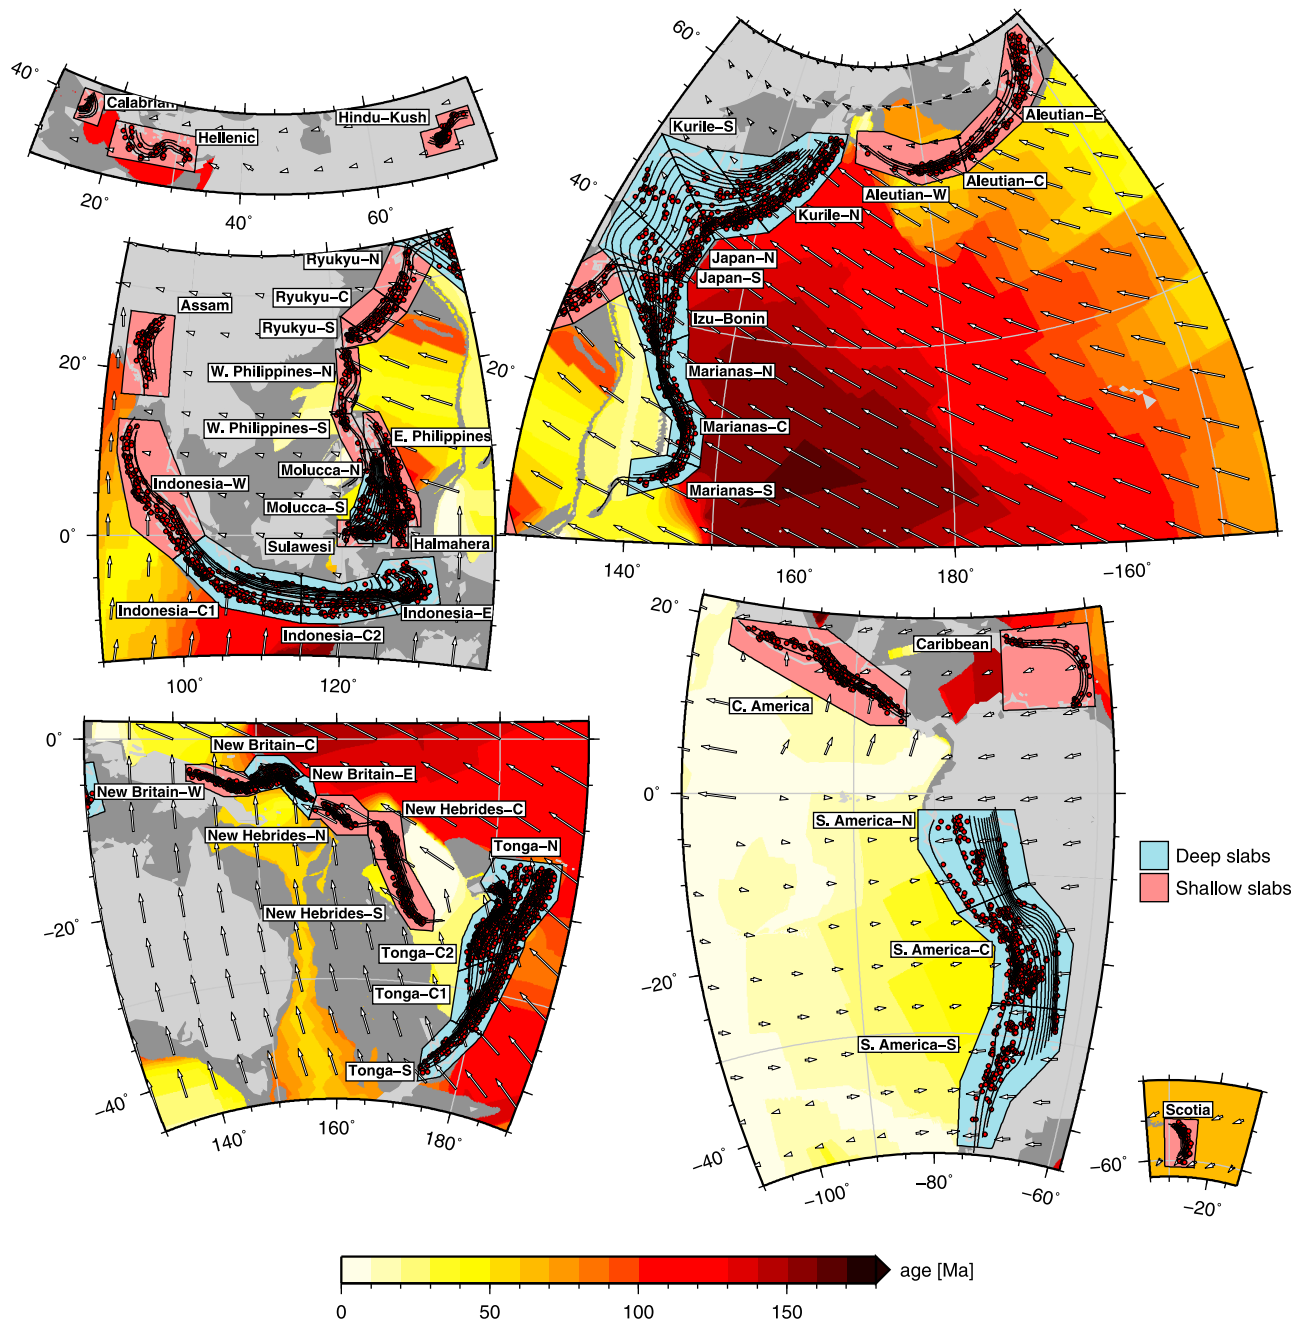 40°
Calabrian
Hellenic
Hindu–Kush
20°
40°
60°
60°
Kurile–S
40°
Aleutian–E
Aleutian–C
Aleutian–W
Kurile–N
Japan–N
Japan–S
Izu–Bonin
20°
Marianas–N
Marianas–C
Marianas–S
140°
160°
180°
−160°
Ryukyu–N
Assam
Ryukyu–C
Ryukyu–S
20°
W. Philippines–N
W. Philippines–S
E. Philippines
Molucca–N
Indonesia–W
Molucca–S
0°
Sulawesi
Halmahera
Indonesia–C1
Indonesia–E
Indonesia–C2
100°
120°
20°
Caribbean
C. America
0°
S. America–N
S. America–C
−20°
S. America–S
−40°
−100°
−80°
−60°
Deep slabs
Shallow slabs
0°
New Britain–C
New Britain–E
New Britain–W
New Hebrides–C
New Hebrides–N
Tonga–N
New Hebrides–S
−20°
Tonga–C2
Tonga–C1
Tonga–S
−40°
140°
160°
180°
Scotia
−60°
−20°
age [Ma]
0
50
100
150